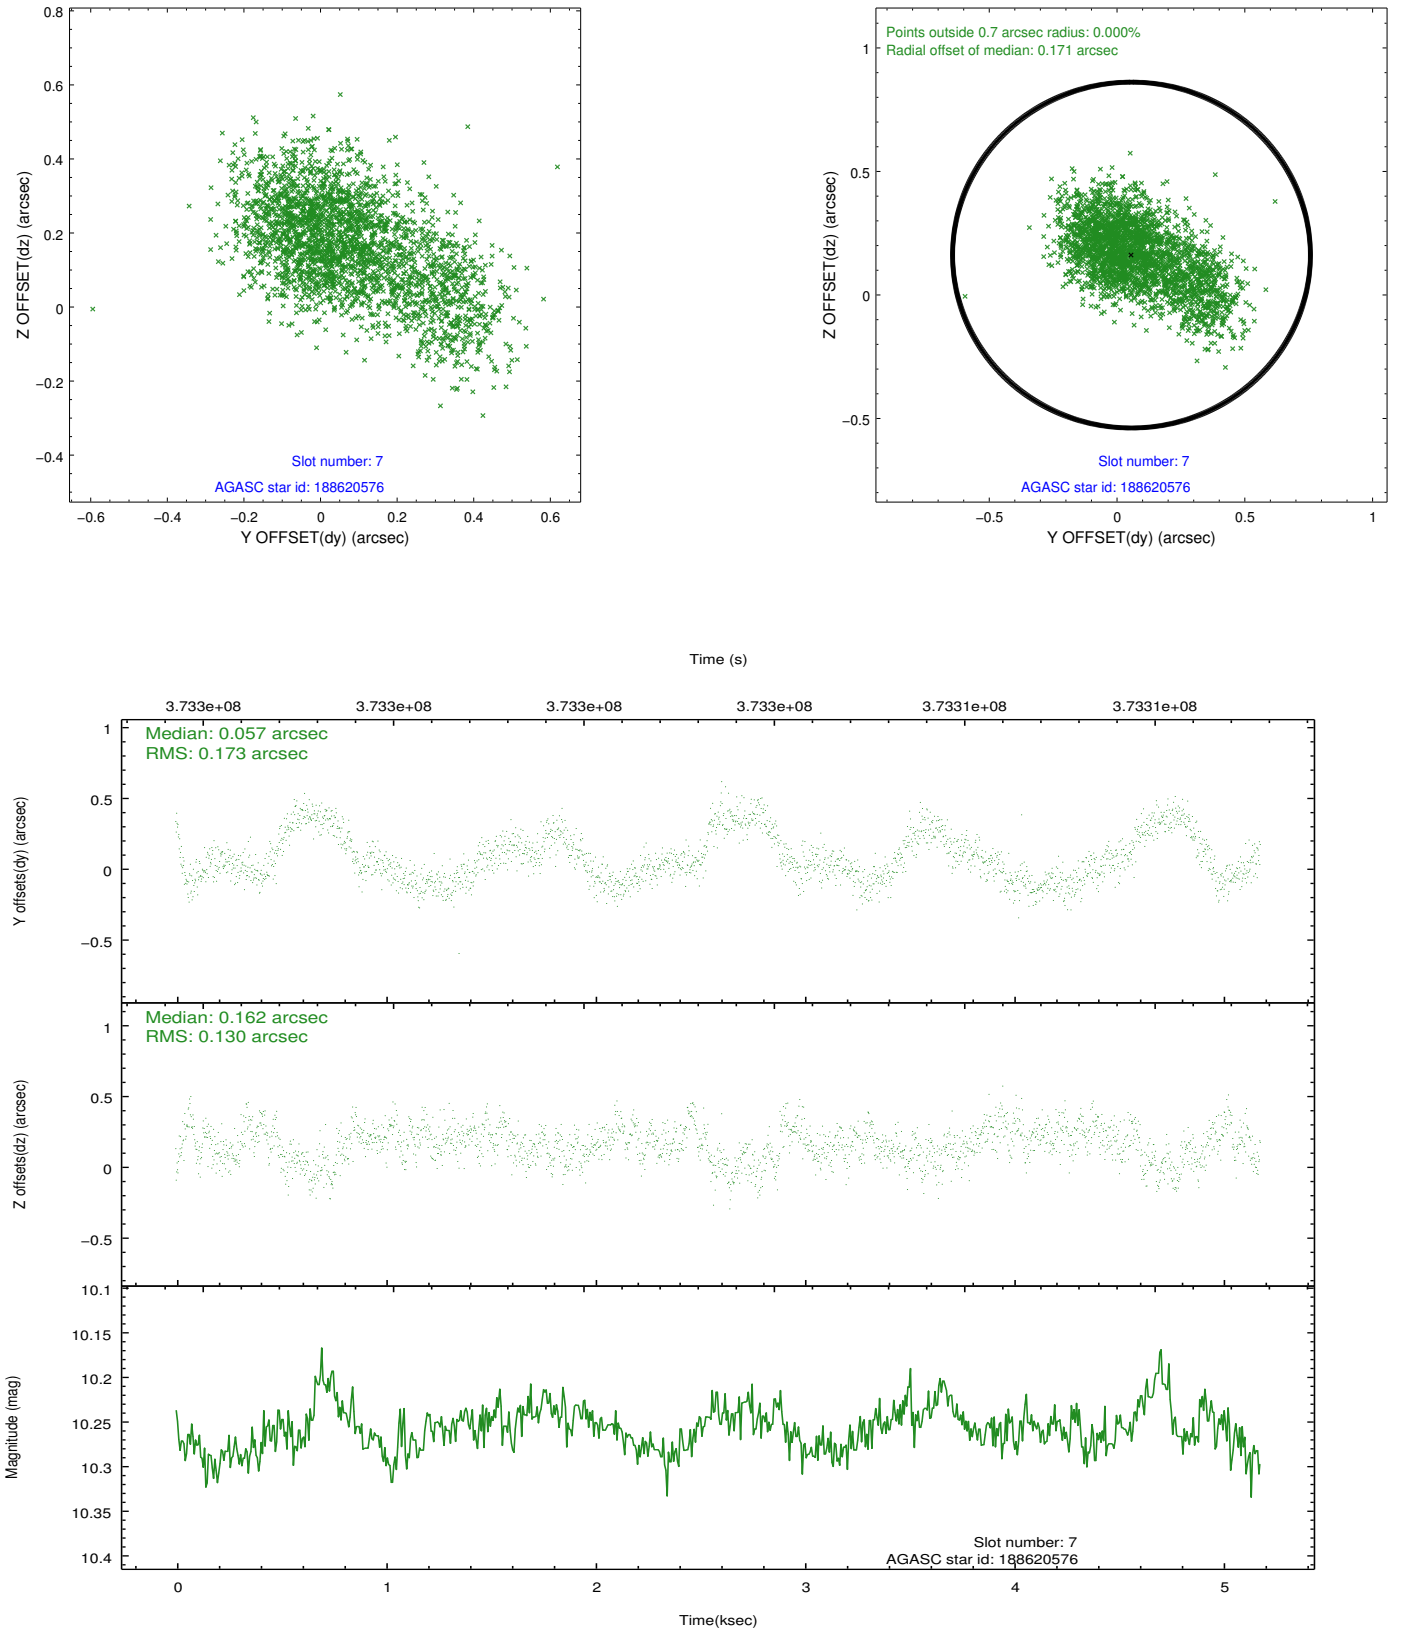 0.8
0.6
0.4
0.2
0
−0.2
−0.4
Z OFFSET(dz) (arcsec)
Slot number: 7
AGASC star id: 188620576
−0.6 −0.4 −0.2 0 0.2 0.4 0.6
Y OFFSET(dy) (arcsec)
Points outside 0.7 arcsec radius: 0.000%
Radial offset of median: 0.171 arcsec
1
0.5
0
−0.5
Z OFFSET(dz) (arcsec)
Slot number: 7
AGASC star id: 188620576
−0.5 0 0.5 1
Y OFFSET(dy) (arcsec)
Time (s)
3.733e+08 3.733e+08 3.733e+08 3.733e+08 3.7331e+08 3.7331e+08
Median: 0.057 arcsec
RMS: 0.173 arcsec
1
0.5
0
−0.5
Y offsets(dy) (arcsec)
Median: 0.162 arcsec
RMS: 0.130 arcsec
1
0.5
0
−0.5
Z offsets(dz) (arcsec)
10.1
10.15
10.2
10.25
10.3
10.35
10.4
Magnitude (mag)
Slot number: 7
AGASC star id: 188620576
0 1 2 3 4 5
Time(ksec)